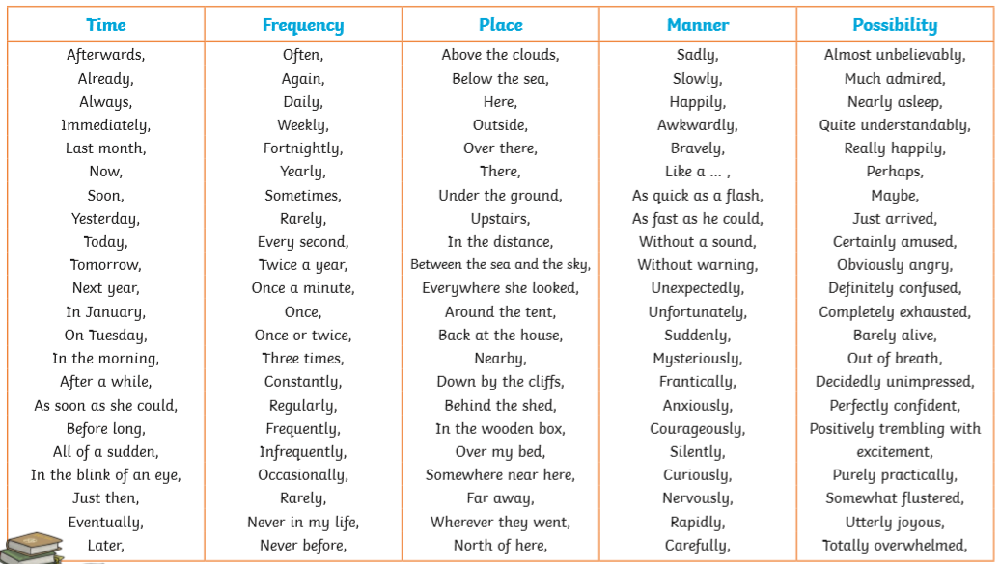 Time Frequency Place Manner Possibility
Afterwards, Often, Above the clouds, Sadly, Almost unbelievably,
Already, Again, Below the sea, Slowly, Much admired,
Always, Daily, Here, Happily, Nearly asleep,
Immediately, Weekly, Outside, Awkwardly, Quite understandably,
Last month, Fortnightly, Over there, Bravely, Really happily,
Now, Yearly, There, Like a ... , Perhaps,
Soon, Sometimes, Under the ground, As quick as a flash, Maybe,
Yesterday, Rarely, Upstairs, As fast as he could, Just arrived,
Today, Every second, In the distance, Without a sound, Certainly amused,
Tomorrow, Twice a year, Between the sea and the sky, Without warning, Obviously angry,
Next year, Once a minute, Everywhere she looked, Unexpectedly, Definitely confused,
In January, Once, Around the tent, Unfortunately, Completely exhausted,
On Tuesday, Once or twice, Back at the house, Suddenly, Barely alive,
In the morning, Three times, Nearby, Mysteriously, Out of breath,
After a while, Constantly, Down by the cliffs, Frantically, Decidedly unimpressed,
As soon as she could, Regularly, Behind the shed, Anxiously, Perfectly confident,
Before long, Frequently, In the wooden box, Courageously, Positively trembling with
All of a sudden, Infrequently, Over my bed, Silently, excitement,
In the blink of an eye, Occasionally, Somewhere near here, Curiously, Purely practically,
Just then, Rarely, Far away, Nervously, Somewhat flustered,
Eventually, Never in my life, Wherever they went, Rapidly, Utterly joyous,
Later, Never before, North of here, Carefully, Totally overwhelmed,